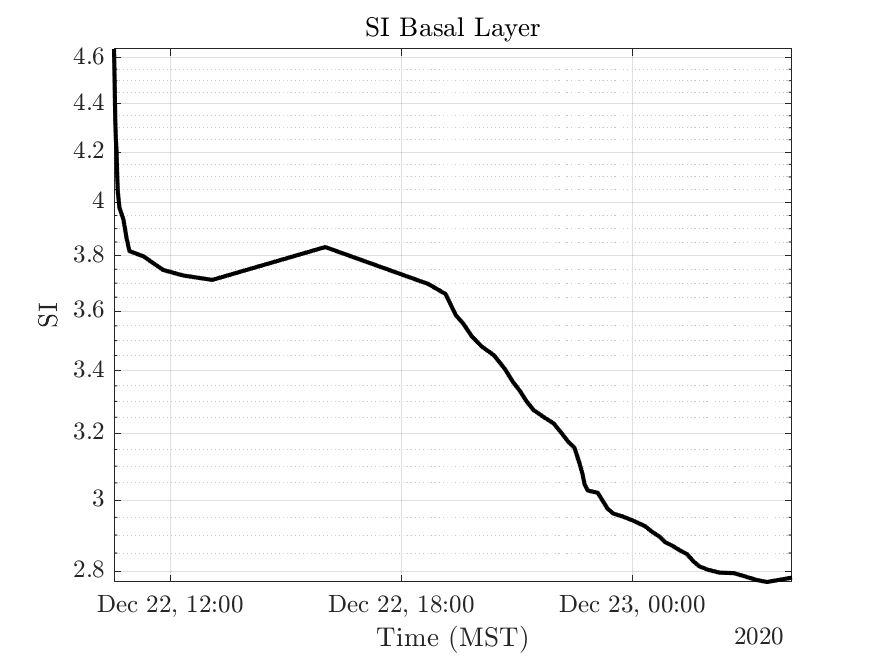 SI Basal Layer
4.6
4.4
4.2
4
3.8
3.6
3.4
3.2
3
2.8
SI
Dec 22, 12:00 Dec 22, 18:00 Dec 23, 00:00
Time (MST)
2020